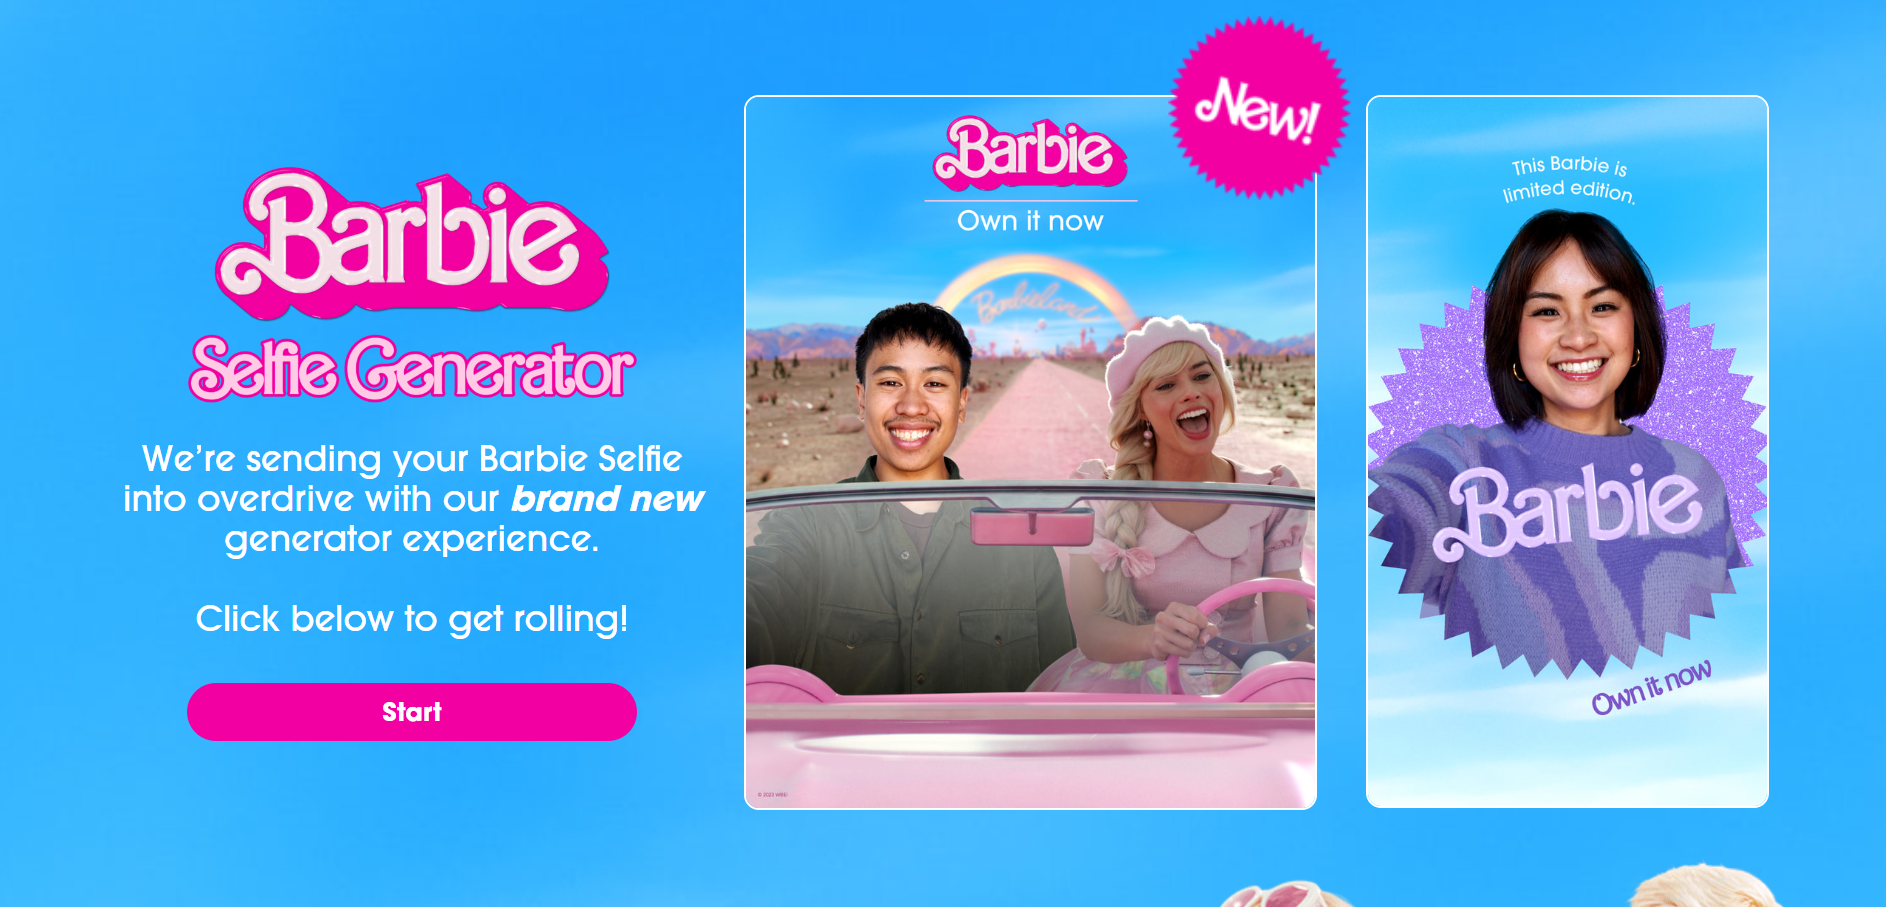 Barbie
Selfie Generator
We're sending your Barbie Selfie
into overdrive with our brand new
generator experience.
Click below to get rolling!
Start
Barbie
Own it now
New!
Barbieland
© 2023 WBEI
This Barbie is
limited edition.
Barbie
Own it now